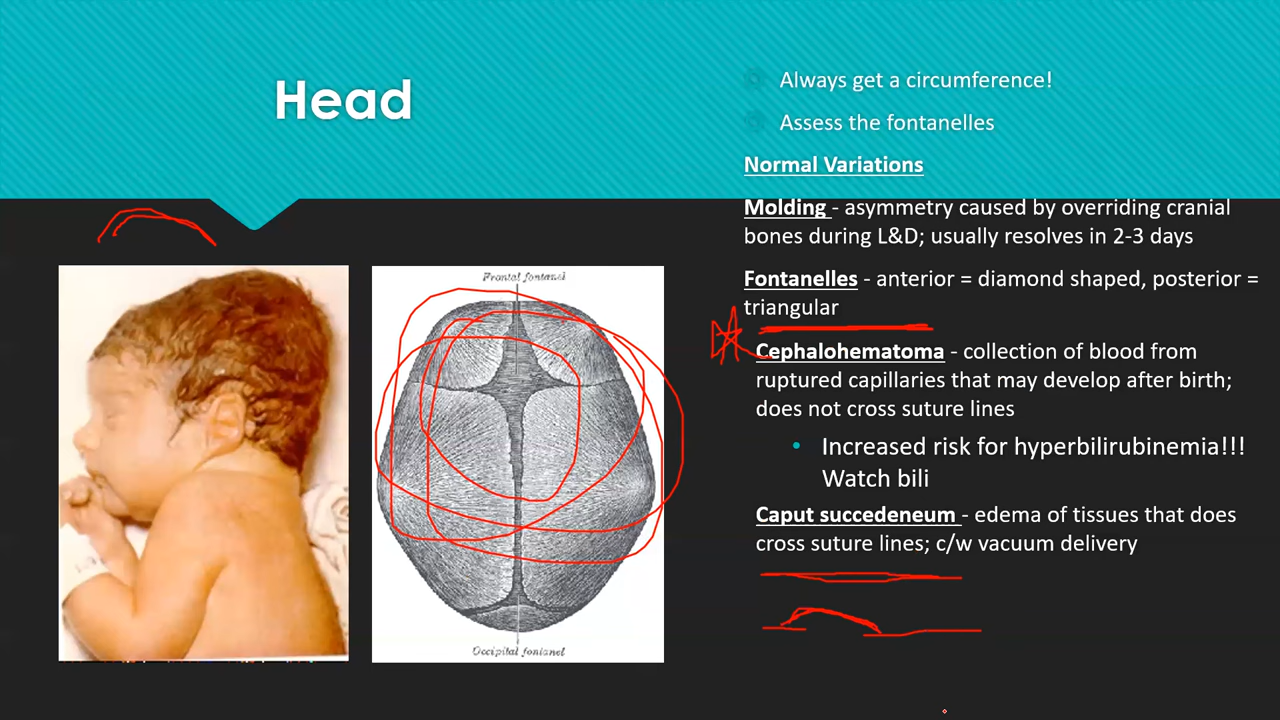 Head
Always get a circumference!
Assess the fontanelles
Normal Variations
Molding - asymmetry caused by overriding cranial
bones during L&D; usually resolves in 2-3 days
Fontanelles - anterior = diamond shaped, posterior =
triangular
Cephalohematoma - collection of blood from
ruptured capillaries that may develop after birth;
does not cross suture lines
• Increased risk for hyperbilirubinemia!!!
Watch bili
Caput succedeneum - edema of tissues that does
cross suture lines; c/w vacuum delivery
Frontal fontanel
Occipital fontanel